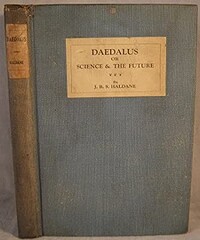 DAEDALUS
OR
SCIENCE & THE FUTURE
By
J. B. S. HALDANE
DAEDALUS
HALDANE